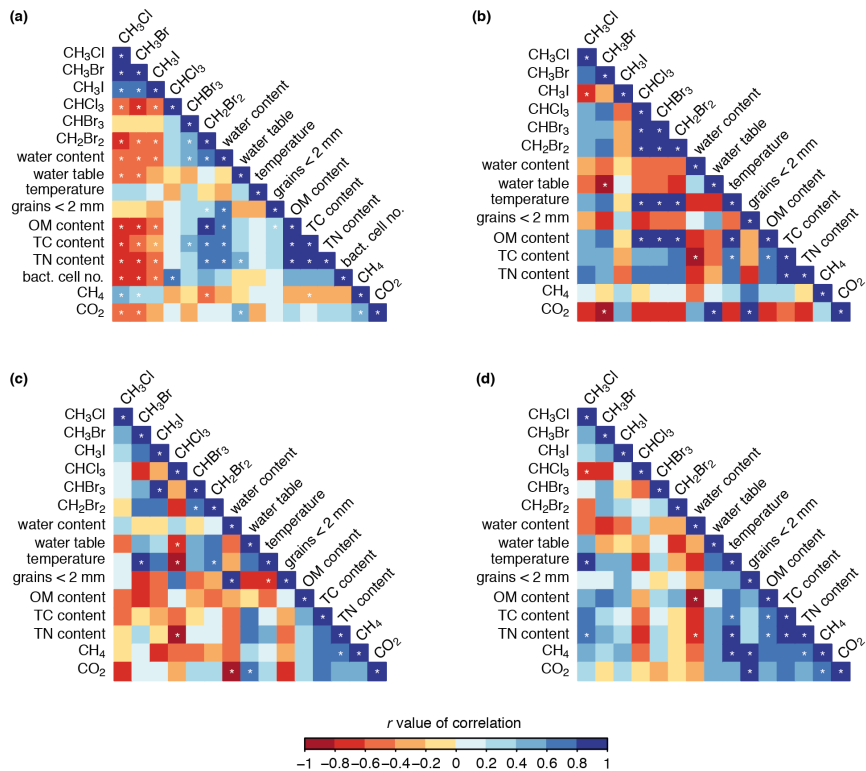 (a)
CH₃Cl
CH₃Br
CH₃I
CHCl₃
CHBr₃
CH₂Br₂
water content
water table
temperature
grains < 2 mm
OM content
TC content
TN content
bact. cell no.
CH₄
CO₂
CH₃Cl
CH₃Br
CH₃I
CHCl₃
CHBr₃
CH₂Br₂
water content
water table
temperature
grains < 2 mm
OM content
TC content
TN content
bact. cell no.
CH₄
CO₂
(b)
CH₃Cl
CH₃Br
CH₃I
CHCl₃
CHBr₃
CH₂Br₂
water content
water table
temperature
grains < 2 mm
OM content
TC content
TN content
CH₄
CO₂
CH₃Cl
CH₃Br
CH₃I
CHCl₃
CHBr₃
CH₂Br₂
water content
water table
temperature
grains < 2 mm
OM content
TC content
TN content
CH₄
CO₂
(c)
CH₃Cl
CH₃Br
CH₃I
CHCl₃
CHBr₃
CH₂Br₂
water content
water table
temperature
grains < 2 mm
OM content
TC content
TN content
CH₄
CO₂
CH₃Cl
CH₃Br
CH₃I
CHCl₃
CHBr₃
CH₂Br₂
water content
water table
temperature
grains < 2 mm
OM content
TC content
TN content
CH₄
CO₂
(d)
CH₃Cl
CH₃Br
CH₃I
CHCl₃
CHBr₃
CH₂Br₂
water content
water table
temperature
grains < 2 mm
OM content
TC content
TN content
CH₄
CO₂
CH₃Cl
CH₃Br
CH₃I
CHCl₃
CHBr₃
CH₂Br₂
water content
water table
temperature
grains < 2 mm
OM content
TC content
TN content
CH₄
CO₂
r value of correlation
−1 −0.8 −0.6 −0.4 −0.2 0 0.2 0.4 0.6 0.8 1